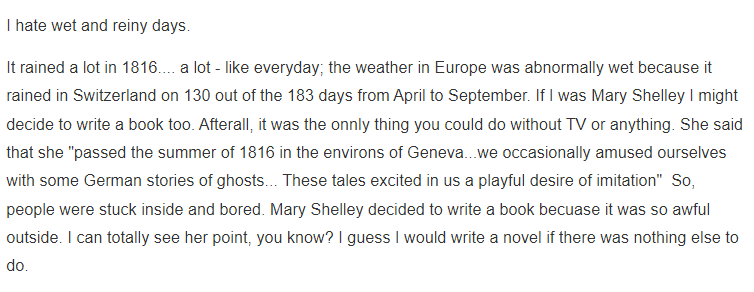 I hate wet and reiny days.
It rained a lot in 1816.... a lot - like everyday; the weather in Europe was abnormally wet because it
rained in Switzerland on 130 out of the 183 days from April to September. If I was Mary Shelley I might
decide to write a book too. Afterall, it was the onnly thing you could do without TV or anything. She said
that she "passed the summer of 1816 in the environs of Geneva...we occasionally amused ourselves
with some German stories of ghosts... These tales excited in us a playful desire of imitation"  So,
people were stuck inside and bored. Mary Shelley decided to write a book becuase it was so awful
outside. I can totally see her point, you know? I guess I would write a novel if there was nothing else to
do.